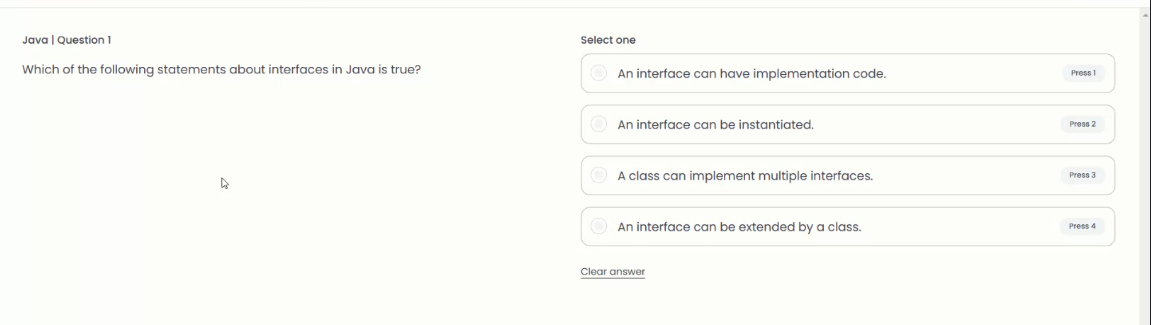 Java | Question 1
Which of the following statements about interfaces in Java is true?
Select one
An interface can have implementation code.
Press 1
An interface can be instantiated.
Press 2
A class can implement multiple interfaces.
Press 3
An interface can be extended by a class.
Press 4
Clear answer